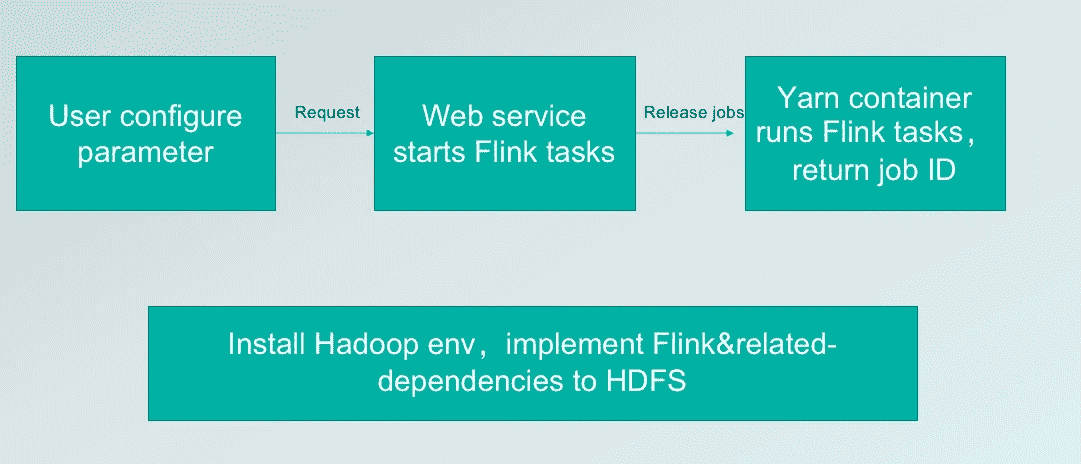 User configure
parameter
Request
Web service
starts Flink tasks
Release jobs
Yarn container
runs Flink tasks，
return job ID
Install Hadoop env，implement Flink&related-
dependencies to HDFS